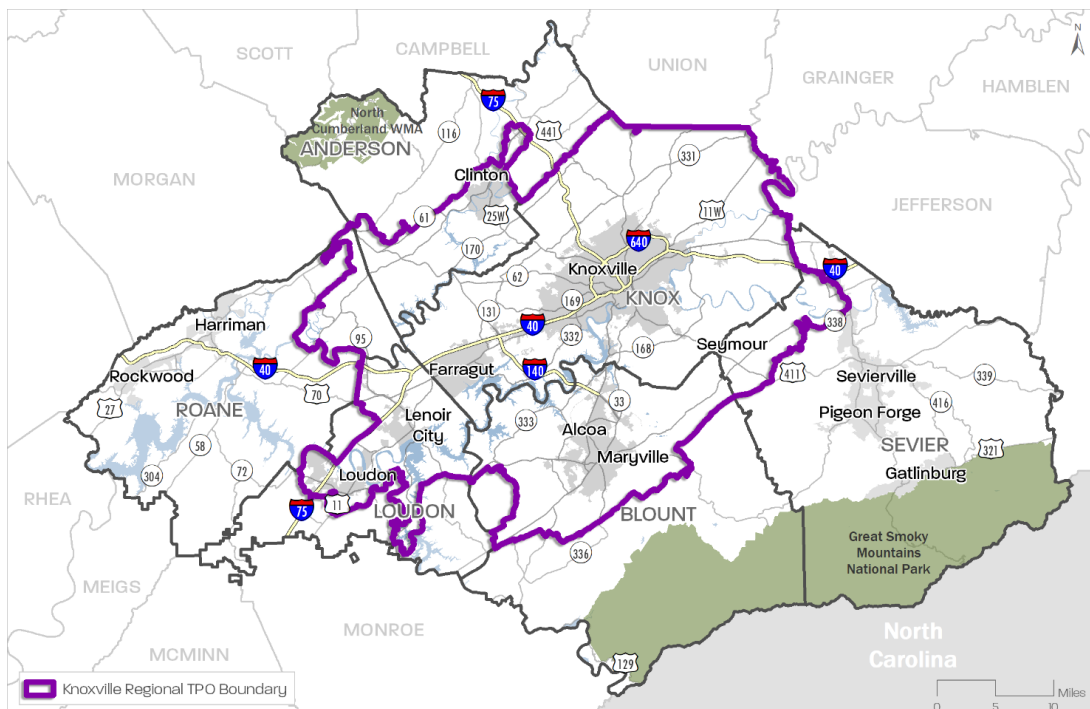 N
CAMPBELL
SCOTT
UNION
GRAINGER
HAMBLEN
75
North
Cumberland WMA
ANDERSON
116
441
331
MORGAN
Clinton
JEFFERSON
61
25W
11W
640
170
40
62
Knoxville
KNOX
169
131
40
332
338
Harriman
95
168
Seymour
40
Farragut
140
411
Rockwood
70
Sevierville
339
27
ROANE
33
416
Lenoir
City
333
Alcoa
Pigeon Forge
58
SEVIER
321
Maryville
304
72
Loudon
Gatlinburg
RHEA
75
11
LOUDON
BLOUNT
336
Great Smoky
Mountains
National Park
MEIGS
MONROE
North
Carolina
MCMINN
129
Knoxville Regional TPO Boundary
Miles
0 5 10